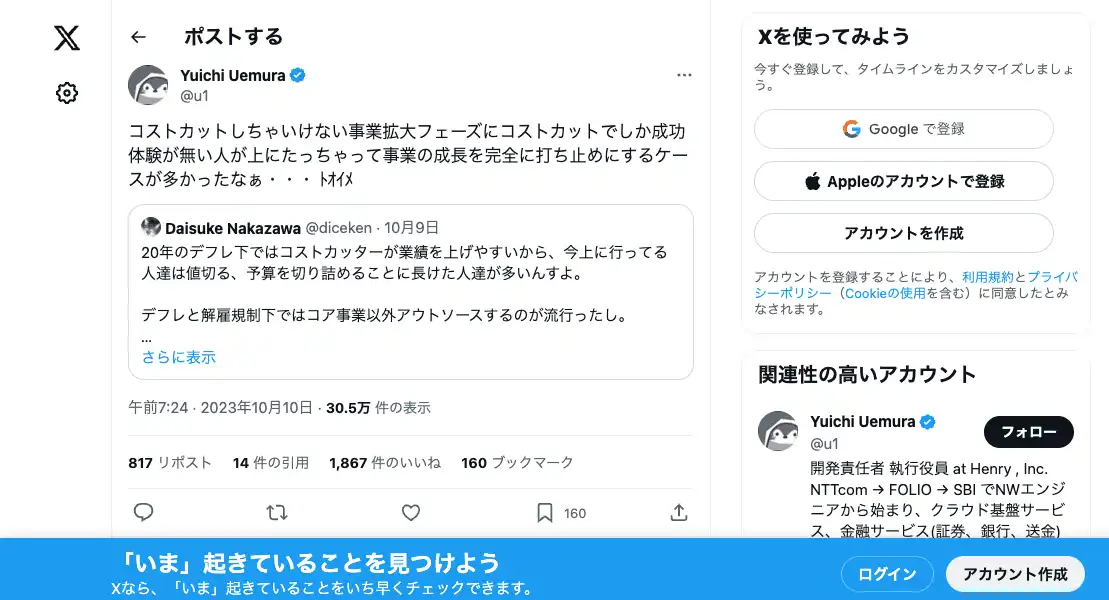 ポストする
Yuichi Uemura
@u1
コストカットしちゃいけない事業拡大フェーズにコストカットでしか成功
体験が無い人が上にたっちゃって事業の成長を完全に打ち止めにするケー
スが多かったなぁ・・・ﾄｵｲﾒ
Daisuke Nakazawa @diceken · 10月9日
20年のデフレ下ではコストカッターが業績を上げやすいから、今上に行ってる
人達は値切る、予算を切り詰めることに長けた人達が多いんすよ。
デフレと解雇規制下ではコア事業以外アウトソースするのが流行ったし。
...
さらに表示
午前7:24 · 2023年10月10日 · 30.5万 件の表示
817 リポスト 14 件の引用 1,867 件のいいね 160 ブックマーク
160
Xを使ってみよう
今すぐ登録して、タイムラインをカスタマイズしましょ
う。
Google で登録
Appleのアカウントで登録
アカウントを作成
アカウントを登録することにより、利用規約とプライバ
シーポリシー（Cookieの使用を含む）に同意したとみ
なされます。
関連性の高いアカウント
Yuichi Uemura
@u1
フォロー
開発責任者 執行役員 at Henry , Inc.
NTTcom → FOLIO → SBI でNWエンジ
ニアから始まり、クラウド基盤サービ
ス、金融サービス(証券、銀行、送金)
「いま」起きていることを見つけよう
Xなら、「いま」起きていることをいち早くチェックできます。
ログイン
アカウント作成